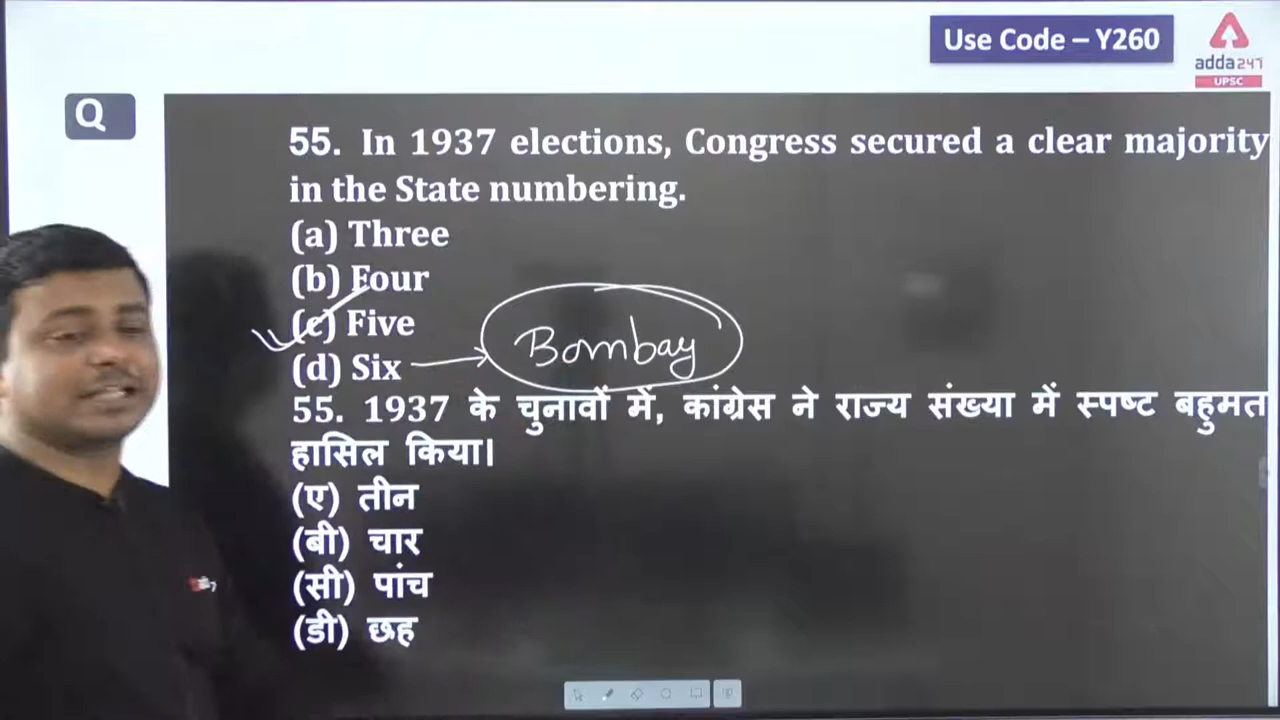 Use Code – Y260
adda247
UPSC
Q
55. In 1937 elections, Congress secured a clear majority
in the State numbering.
(a) Three
(b) Four
(c) Five
(d) Six
Bombay
55. 1937 के चुनावों में, कांग्रेस ने राज्य संख्या में स्पष्ट बहुमत
हासिल किया।
(ए) तीन
(बी) चार
(सी) पांच
(डी) छह